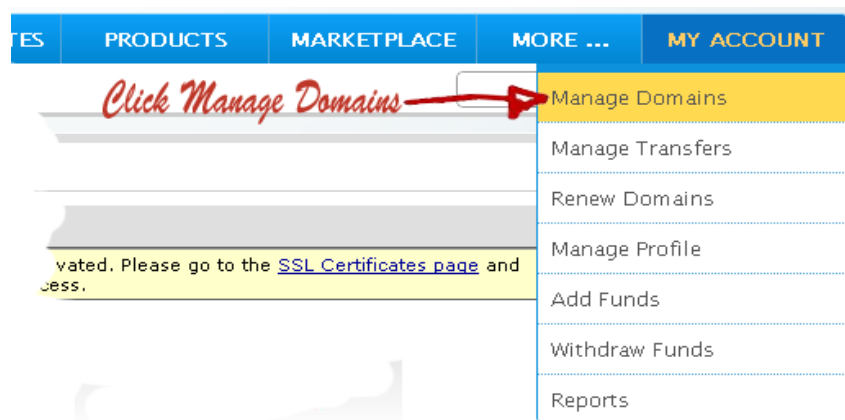 TES PRODUCTS MARKETPLACE MORE ... MY ACCOUNT
Click Manage Domains
Manage Domains
Manage Transfers
Renew Domains
Manage Profile
vated. Please go to the SSL Certificates page and
cess.
Add Funds
Withdraw Funds
Reports